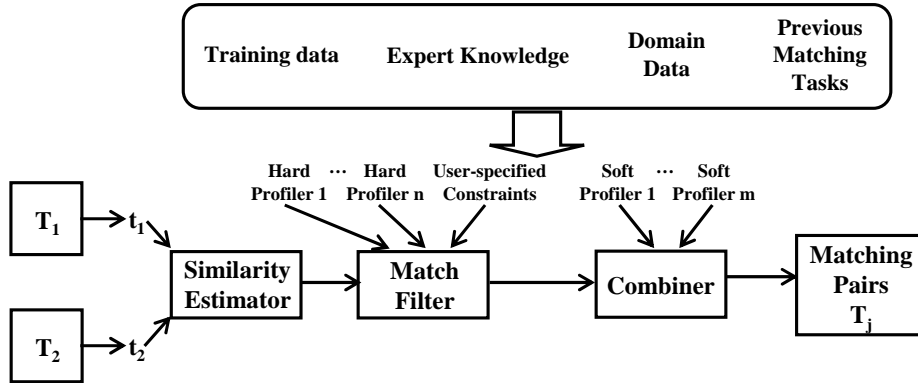 Training data
Expert Knowledge
Domain
Data
Previous
Matching
Tasks
Hard
Profiler 1
...
Hard
Profiler n
User-specified
Constraints
Soft
Profiler 1
...
Soft
Profiler m
T1
t1
T2
t2
Similarity
Estimator
Match
Filter
Combiner
Matching
Pairs
Tj